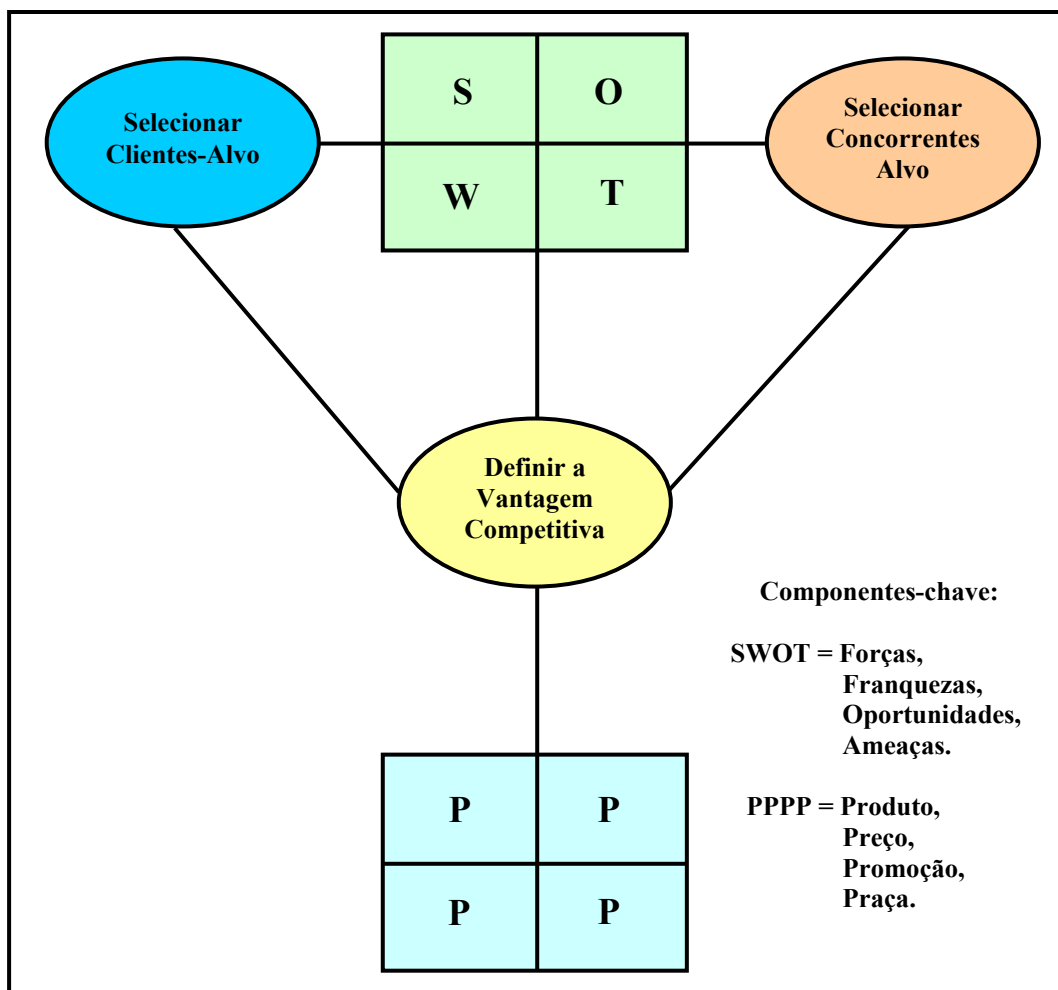 Selecionar
Clientes-Alvo
S
O
W
T
Selecionar
Concorrentes
Alvo
Definir a
Vantagem
Competitiva
Componentes-chave:
SWOT = Forças,
Franquezas,
Oportunidades,
Ameaças.
P
P
P
P
PPPP = Produto,
Preço,
Promoção,
Praça.